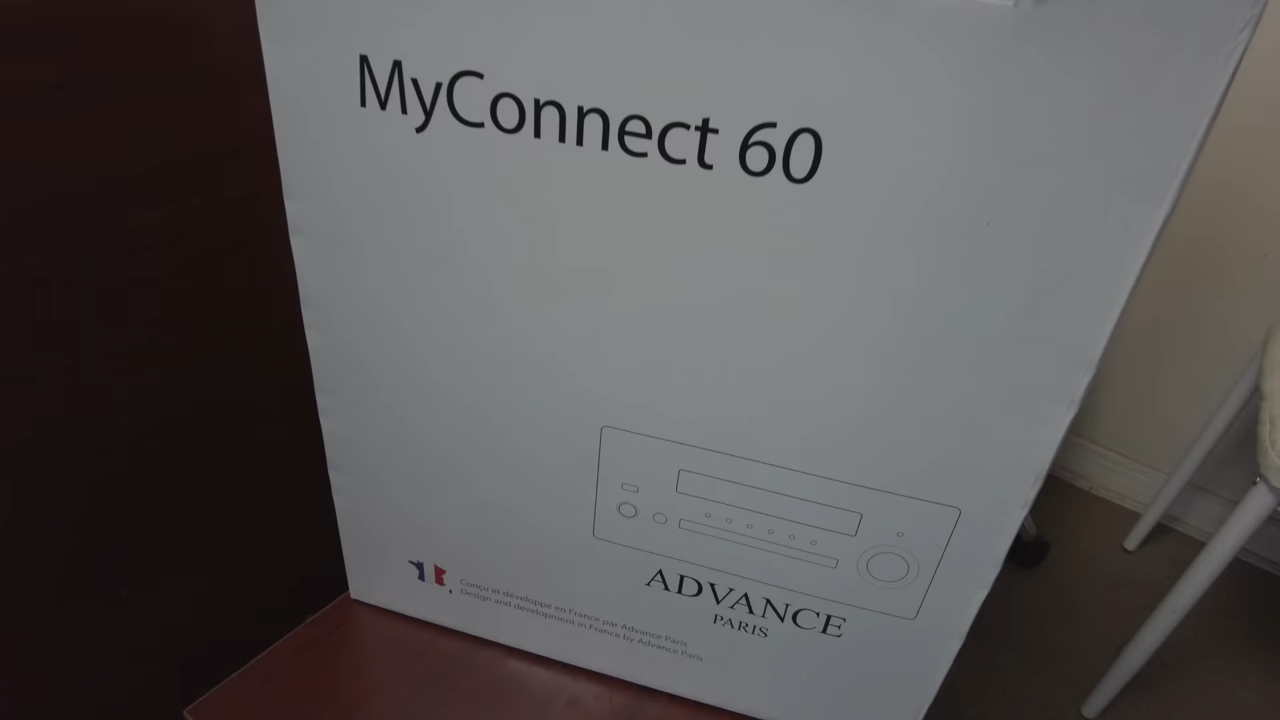 MyConnect 60
ADVANCE
PARIS
Conçu et développé en France par Advance Paris
Design and development in France by Advance Paris